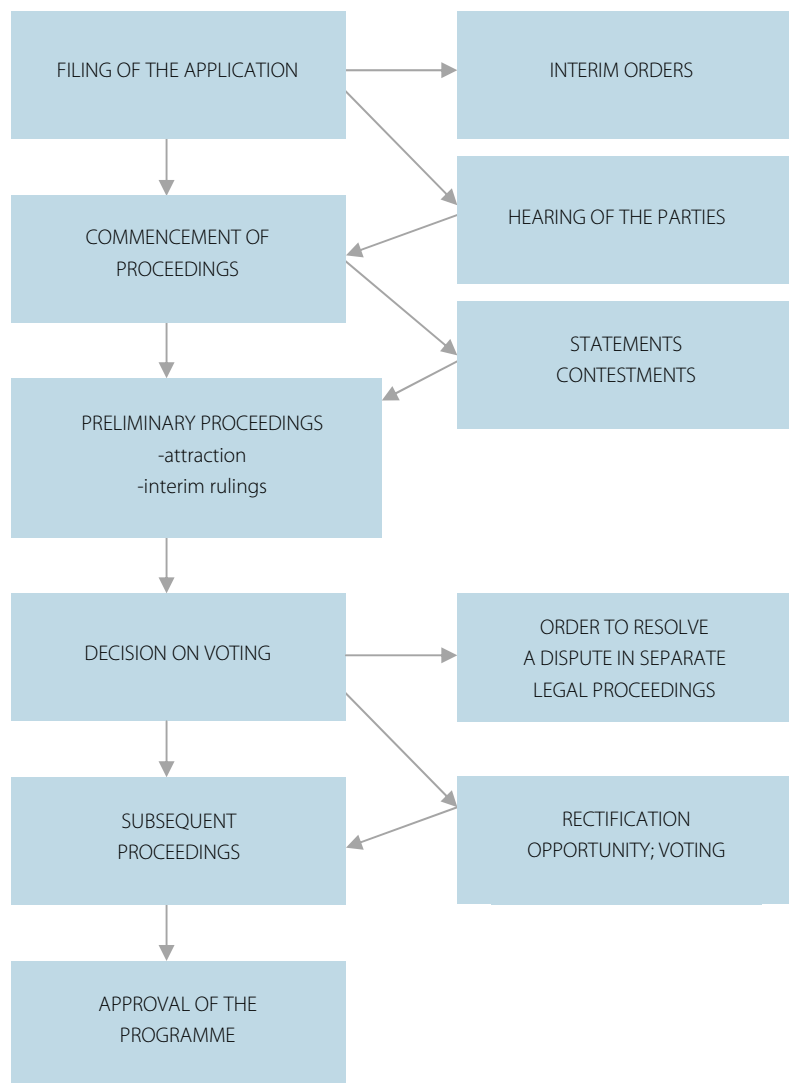 FILING OF THE APPLICATION
INTERIM ORDERS
HEARING OF THE PARTIES
COMMENCEMENT OF
PROCEEDINGS
STATEMENTS
CONTESTMENTS
PRELIMINARY PROCEEDINGS
-attraction
-interim rulings
DECISION ON VOTING
ORDER TO RESOLVE
A DISPUTE IN SEPARATE
LEGAL PROCEEDINGS
SUBSEQUENT
PROCEEDINGS
RECTIFICATION
OPPORTUNITY; VOTING
APPROVAL OF THE
PROGRAMME